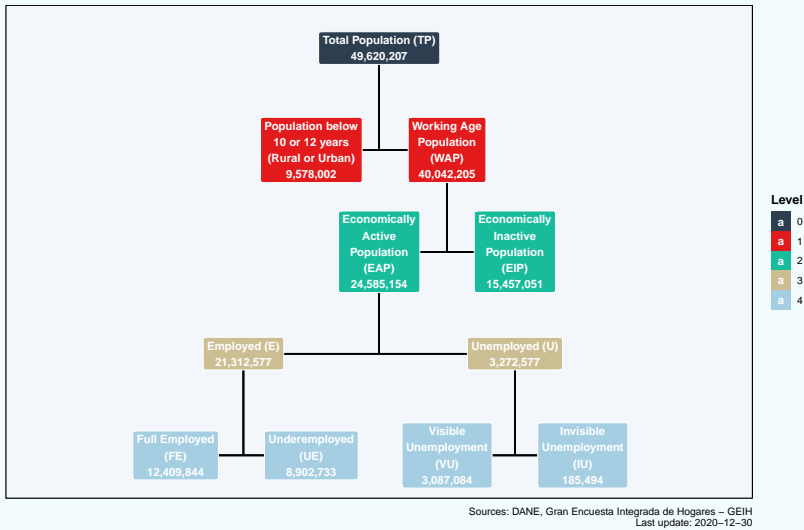 Total Population (TP)
49,620,207
Population below
10 or 12 years
(Rural or Urban)
9,578,002
Working Age
Population
(WAP)
40,042,205
Economically
Active
Population
(EAP)
24,585,154
Economically
Inactive
Population
(EIP)
15,457,051
Employed (E)
21,312,577
Unemployed (U)
3,272,577
Full Employed
(FE)
12,409,844
Underemployed
(UE)
8,902,733
Visible
Unemployment
(VU)
3,087,084
Invisible
Unemployment
(IU)
185,494
Level
a 0
a 1
a 2
a 3
a 4
Sources: DANE, Gran Encuesta Integrada de Hogares – GEIH
Last update: 2020–12–30